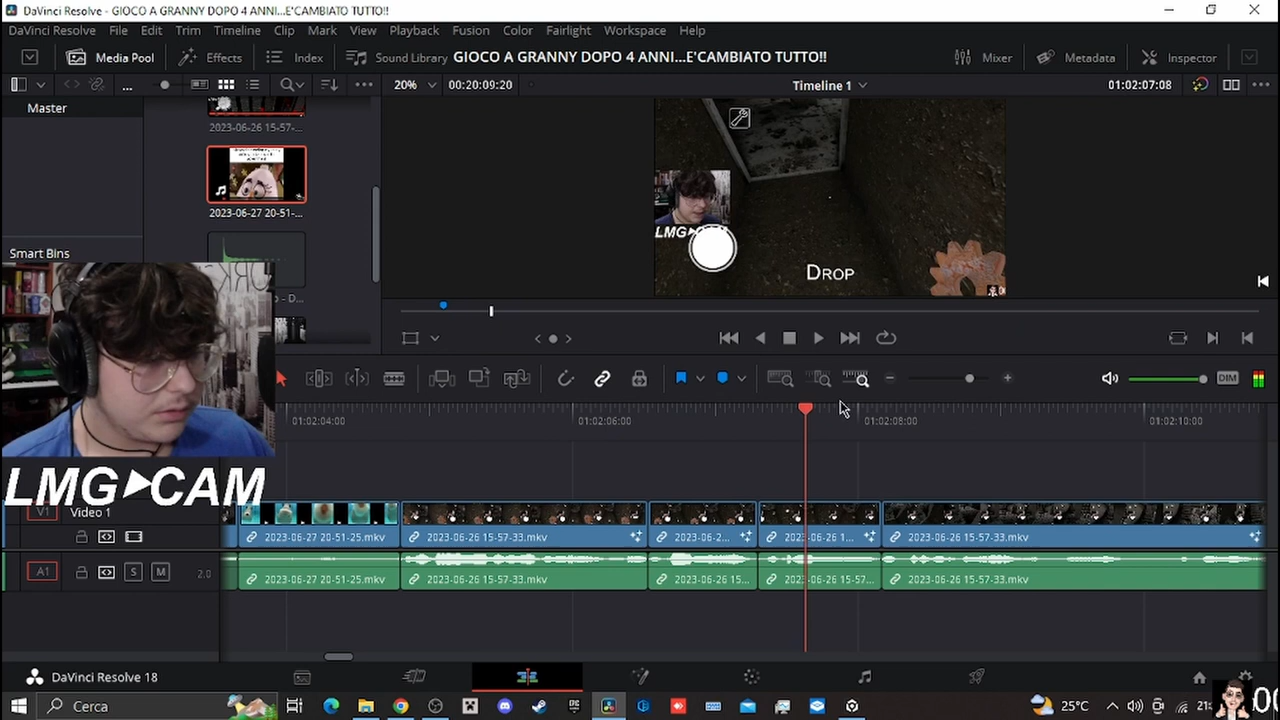 DaVinci Resolve - GIOCO A GRANNY DOPO 4 ANNI...E'CAMBIATO TUTTO!!
DaVinci Resolve File Edit Trim Timeline Clip Mark View Playback Fusion Color Fairlight Workspace Help
Media Pool Effects Index Sound Library GIOCO A GRANNY DOPO 4 ANNI...E'CAMBIATO TUTTO!! Mixer Metadata Inspector
... 20% 00:20:09:20 Timeline 1 01:02:07:08
Master
2023-06-26 15-57-...
2023-06-27 20-51-...
Smart Bins
LMG
DROP
DIM
01:02:04:00 01:02:06:00 01:02:08:00 01:02:10:00
LMG▶CAM
V1 Video 1
2023-06-27 20-51-25.mkv 2023-06-26 15-57-33.mkv 2023-06-2... 2023-06-26 1... 2023-06-26 15-57-33.mkv
A1 S M 2.0
2023-06-27 20-51-25.mkv 2023-06-26 15-57-33.mkv 2023-06-26 15... 2023-06-26 15-57... 2023-06-26 15-57-33.mkv
DaVinci Resolve 18
Cerca 25°C